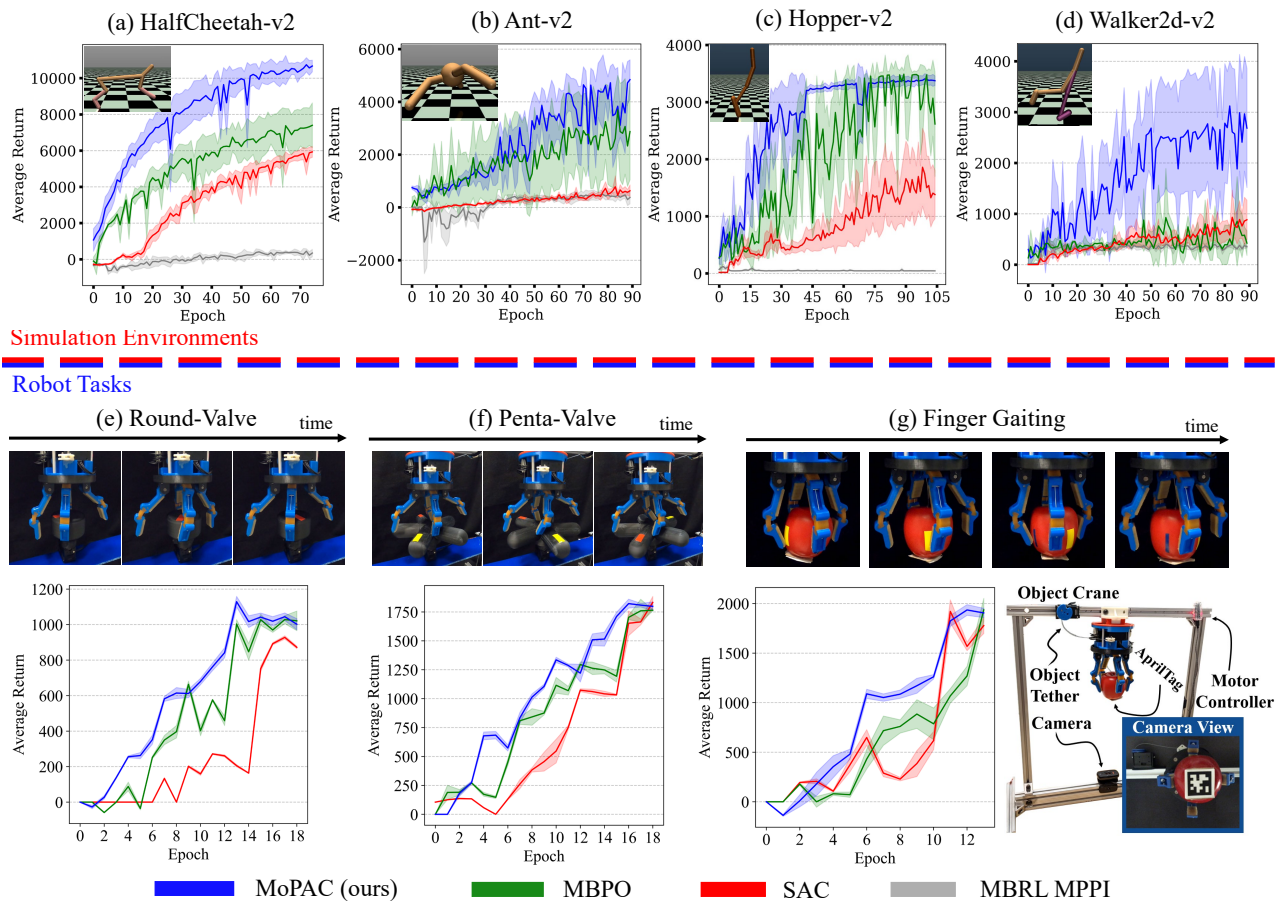 (a) HalfCheetah-v2
(b) Ant-v2
(c) Hopper-v2
(d) Walker2d-v2
Average Return
10000
8000
6000
4000
2000
0
0 10 20 30 40 50 60 70
Epoch
Average Return
6000
4000
2000
0
−2000
0 10 20 30 40 50 60 70 80 90
Epoch
Average Return
4000
3000
2000
1000
0
0 15 30 45 60 75 90 105
Epoch
Average Return
4000
3000
2000
1000
0
0 10 20 30 40 50 60 70 80 90
Epoch
Simulation Environments
Robot Tasks
(e) Round-Valve
time
(f) Penta-Valve
time
(g) Finger Gaiting
time
Average Return
1200
1000
800
600
400
200
0
0 2 4 6 8 10 12 14 16 18
Epoch
Average Return
1750
1500
1250
1000
750
500
250
0
0 2 4 6 8 10 12 14 16 18
Epoch
Average Return
2000
1500
1000
500
0
0 2 4 6 8 10 12
Epoch
Object Crane
Object
Tether
AprilTag
Motor
Controller
Camera
Camera View
MoPAC (ours)
MBPO
SAC
MBRL MPPI